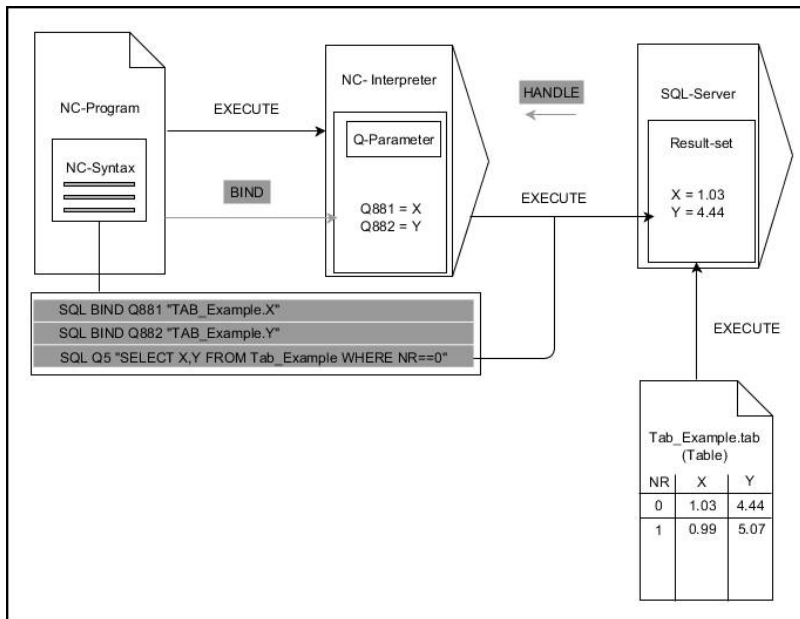 NC-Program
NC-Syntax
EXECUTE
BIND
NC- Interpreter
Q-Parameter
Q881 = X
Q882 = Y
HANDLE
EXECUTE
SQL-Server
Result-set
X = 1.03
Y = 4.44
SQL BIND Q881 "TAB_Example.X"
SQL BIND Q882 "TAB_Example.Y"
SQL Q5 "SELECT X,Y FROM Tab_Example WHERE NR==0"
EXECUTE
Tab_Example.tab
(Table)
NR X Y
0 1.03 4.44
1 0.99 5.07